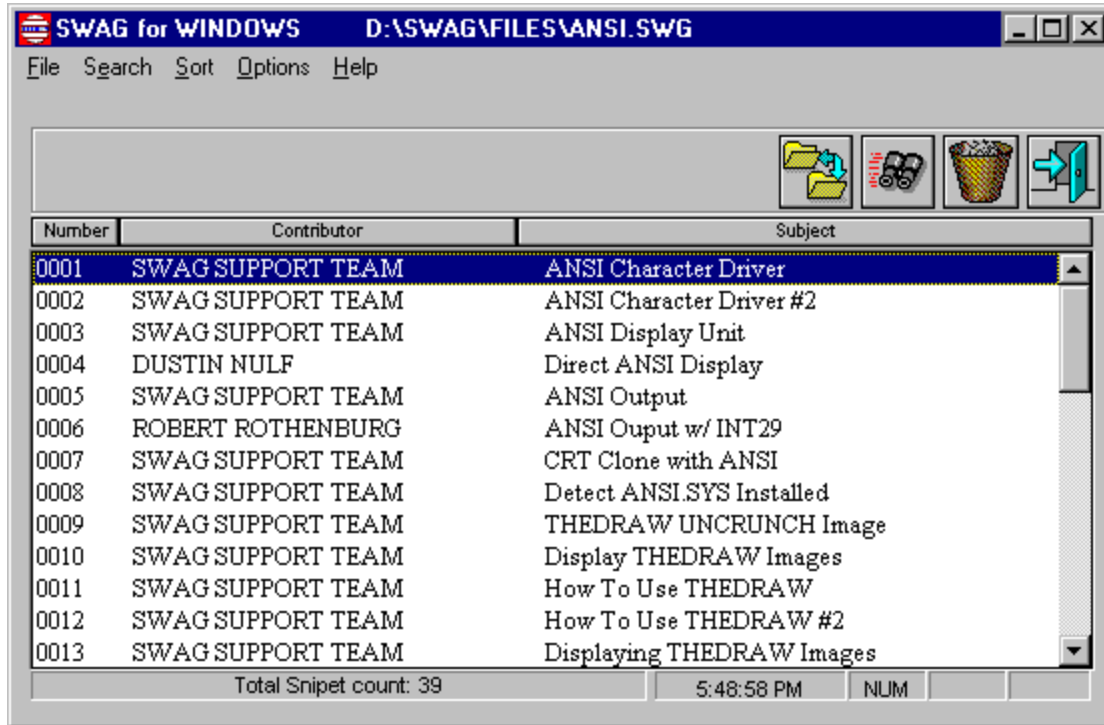 SWAG for WINDOWS D:\SWAG\FILES\ANSI.SWG
File Search Sort Options Help
Number Contributor Subject
0001 SWAG SUPPORT TEAM ANSI Character Driver
0002 SWAG SUPPORT TEAM ANSI Character Driver #2
0003 SWAG SUPPORT TEAM ANSI Display Unit
0004 DUSTIN NULF Direct ANSI Display
0005 SWAG SUPPORT TEAM ANSI Output
0006 ROBERT ROTHENBURG ANSI Ouput w/ INT29
0007 SWAG SUPPORT TEAM CRT Clone with ANSI
0008 SWAG SUPPORT TEAM Detect ANSI.SYS Installed
0009 SWAG SUPPORT TEAM THEDRAW UNCRUNCH Image
0010 SWAG SUPPORT TEAM Display THEDRAW Images
0011 SWAG SUPPORT TEAM How To Use THEDRAW
0012 SWAG SUPPORT TEAM How To Use THEDRAW #2
0013 SWAG SUPPORT TEAM Displaying THEDRAW Images
Total Snipet count: 39 5:48:58 PM NUM